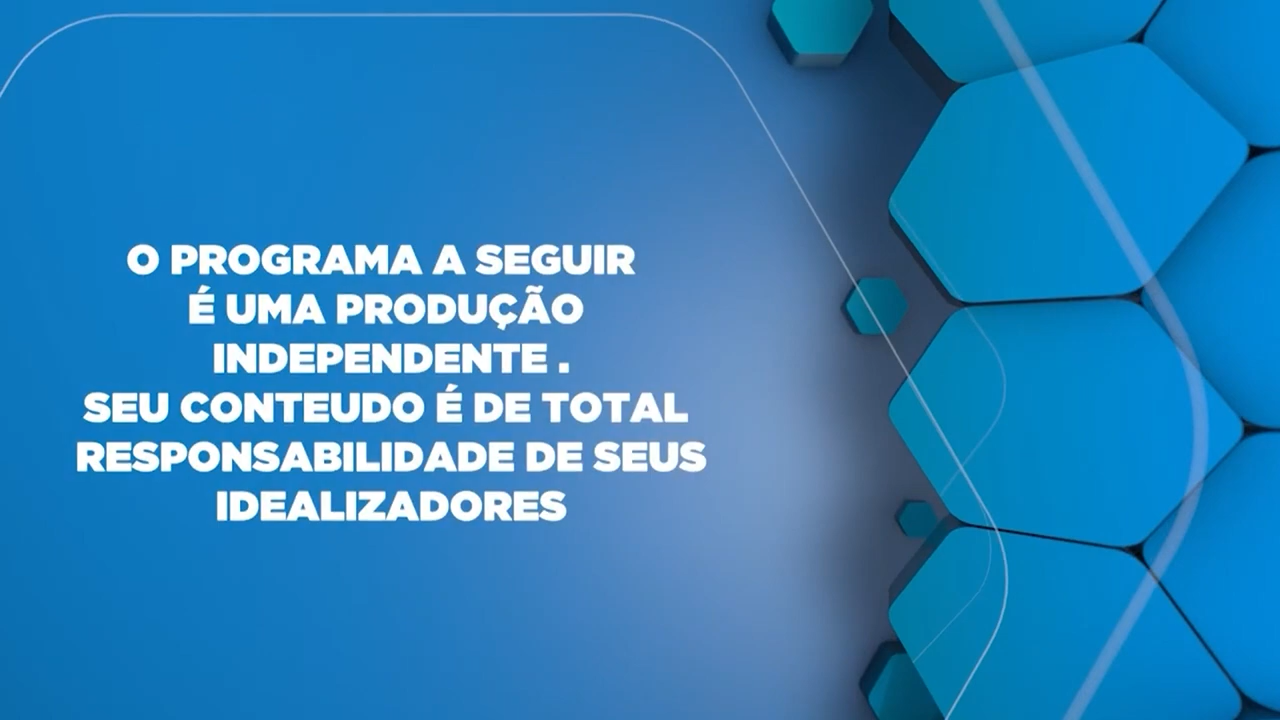 O PROGRAMA A SEGUIR
É UMA PRODUÇÃO
INDEPENDENTE .
SEU CONTEUDO É DE TOTAL
RESPONSABILIDADE DE SEUS
IDEALIZADORES